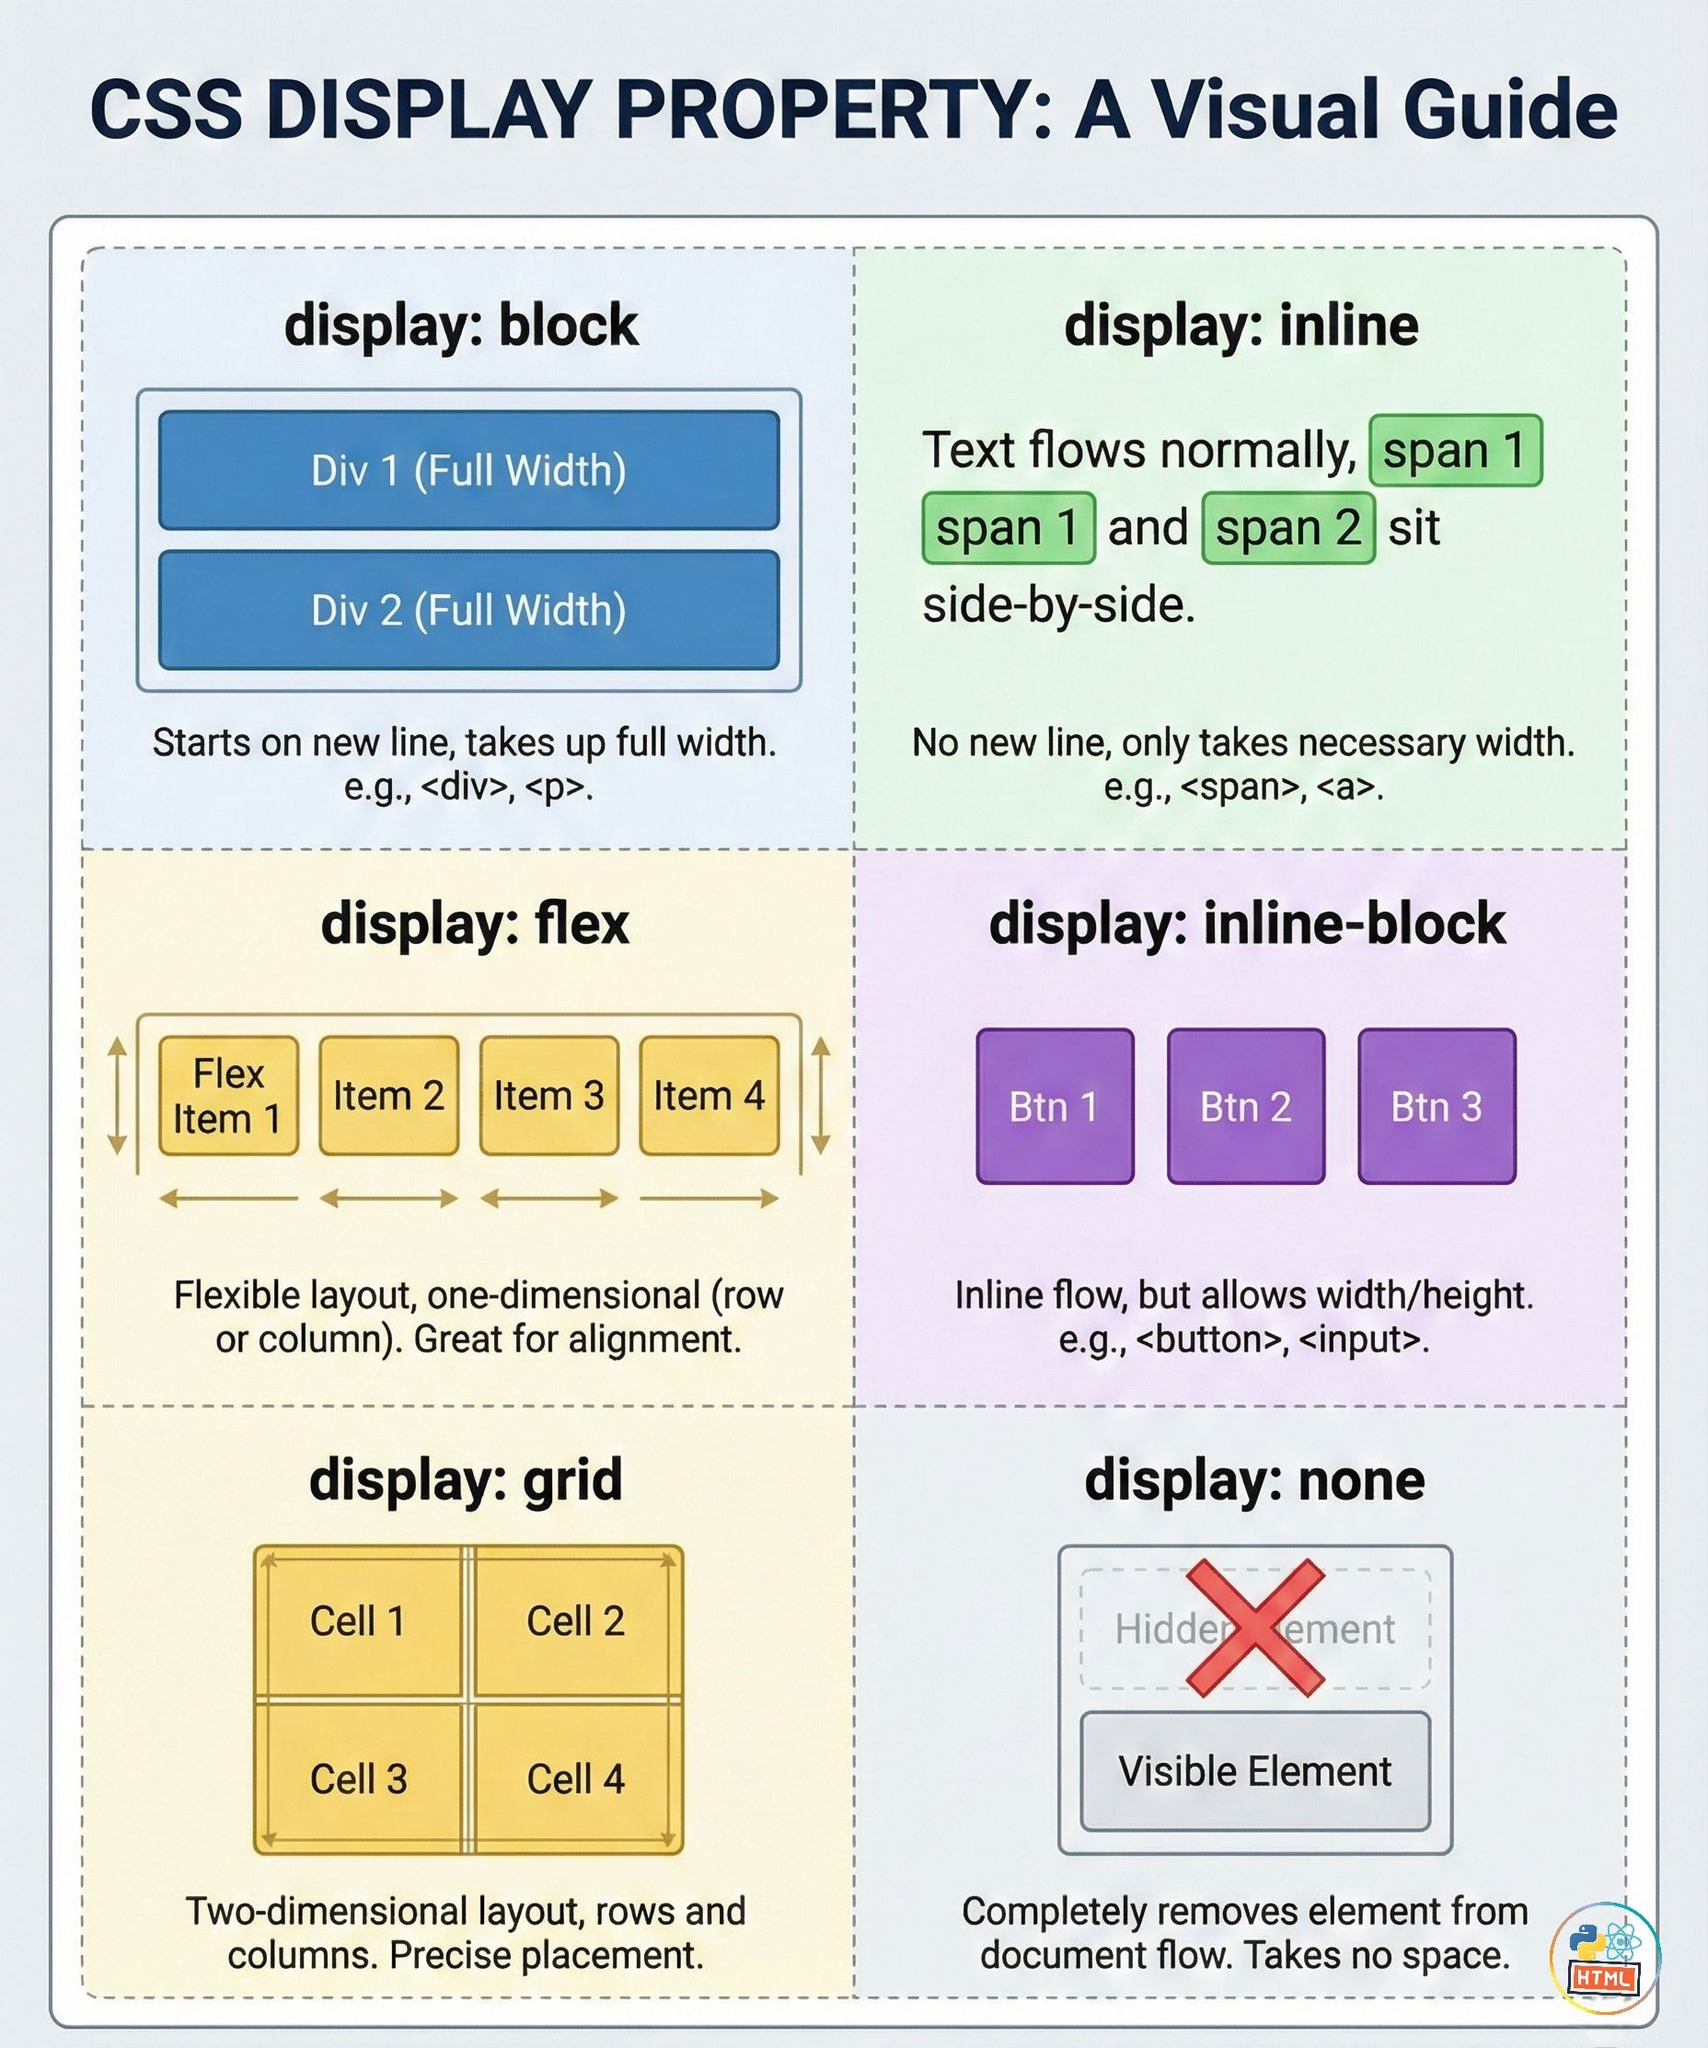 CSS DISPLAY PROPERTY: A Visual Guide
display: block
Div 1 (Full Width)
Div 2 (Full Width)
Starts on new line, takes up full width.
e.g., <div>, <p>.
display: inline
Text flows normally, span 1
span 1 and span 2 sit
side-by-side.
No new line, only takes necessary width.
e.g., <span>, <a>.
display: flex
Flex
Item 1
Item 2
Item 3
Item 4
Flexible layout, one-dimensional (row
or column). Great for alignment.
display: inline-block
Btn 1
Btn 2
Btn 3
Inline flow, but allows width/height.
e.g., <button>, <input>.
display: grid
Cell 1
Cell 2
Cell 3
Cell 4
Two-dimensional layout, rows and
columns. Precise placement.
display: none
Hidden Element
Visible Element
Completely removes element from
document flow. Takes no space.
HTML